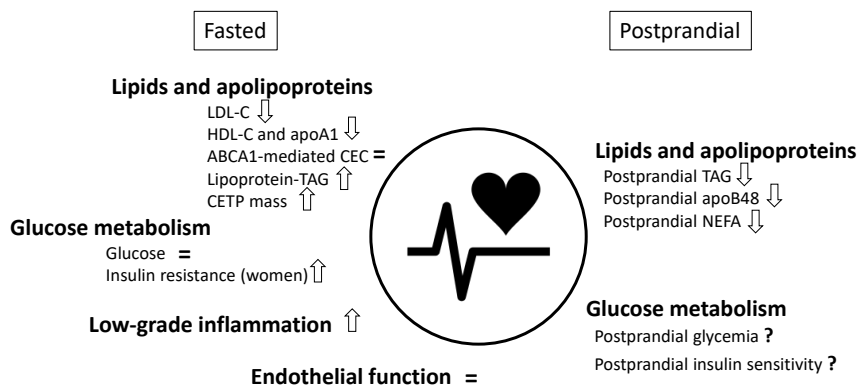 Fasted
Postprandial
Lipids and apolipoproteins
LDL-C ⇩
HDL-C and apoA1 ⇩
ABCA1-mediated CEC =
Lipoprotein-TAG ⇧
CETP mass ⇧
Glucose metabolism
Glucose =
Insulin resistance (women) ⇧
Low-grade inflammation ⇧
Endothelial function =
Lipids and apolipoproteins
Postprandial TAG ⇩
Postprandial apoB48 ⇩
Postprandial NEFA ⇩
Glucose metabolism
Postprandial glycemia ?
Postprandial insulin sensitivity ?